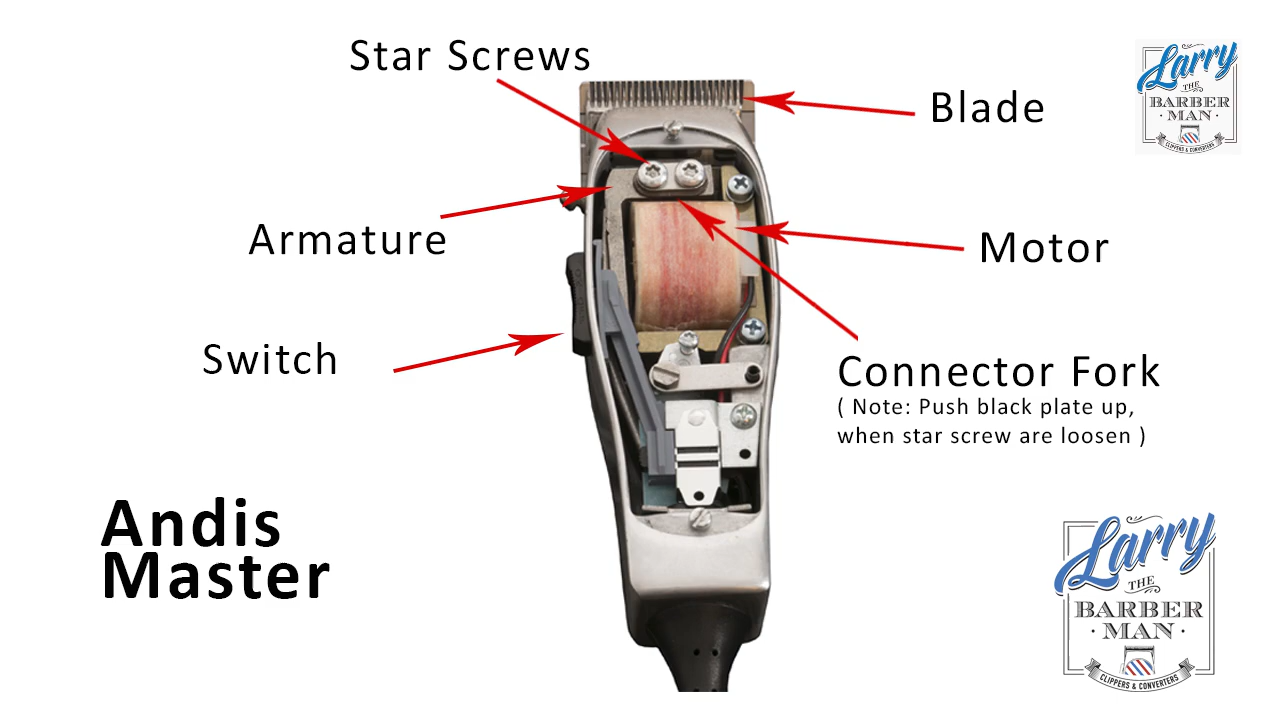 Star Screws
Blade
Larry
THE
BARBER
MAN
CLIPPERS & CONVERTERS
Armature
Motor
Switch
Connector Fork
( Note: Push black plate up,
when star screw are loosen )
Andis
Master
Larry
THE
BARBER
· MAN ·
CLIPPERS & CONVERTERS